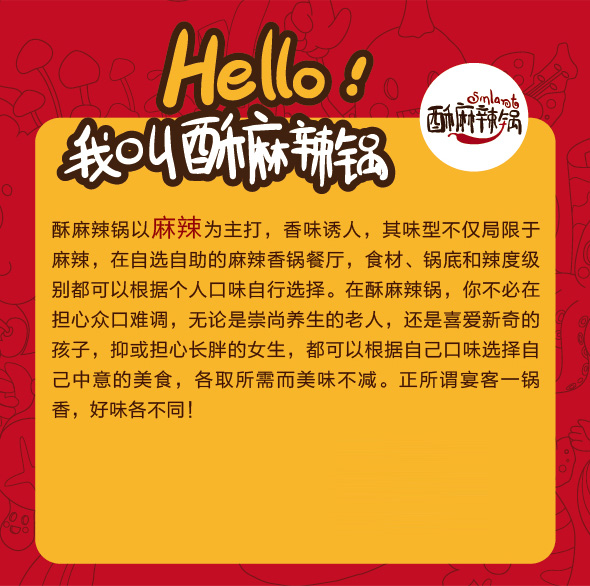 Hello!
我叫酥麻辣锅
酥麻辣锅
酥麻辣锅以麻辣为主打，香味诱人，其味型不仅局限于
麻辣，在自选自助的麻辣香锅餐厅，食材、锅底和辣度级
别都可以根据个人口味自行选择。在酥麻辣锅，你不必在
担心众口难调，无论是崇尚养生的老人，还是喜爱新奇的
孩子，抑或担心长胖的女生，都可以根据自己口味选择自
己中意的美食，各取所需而美味不减。正所谓宴客一锅
香，好味各不同！